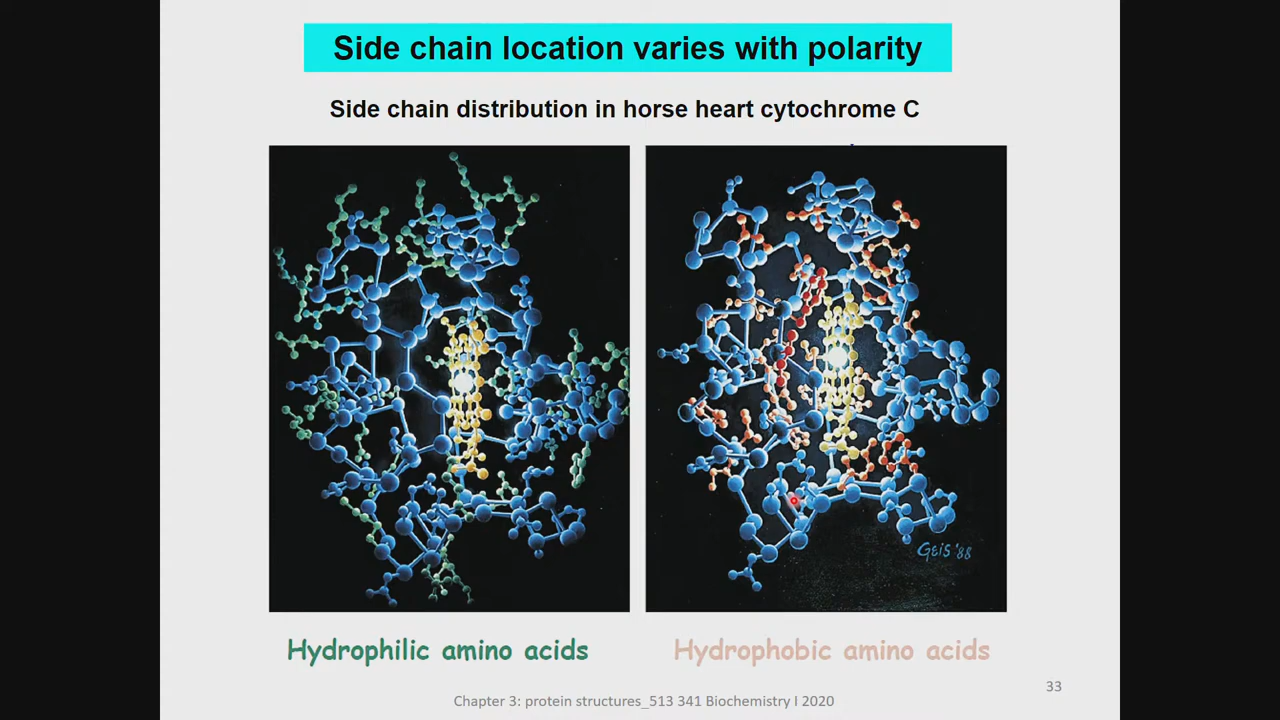 Side chain location varies with polarity
Side chain distribution in horse heart cytochrome C
GEIS '88
Hydrophilic amino acids
Hydrophobic amino acids
33
Chapter 3: protein structures_513 341 Biochemistry I 2020